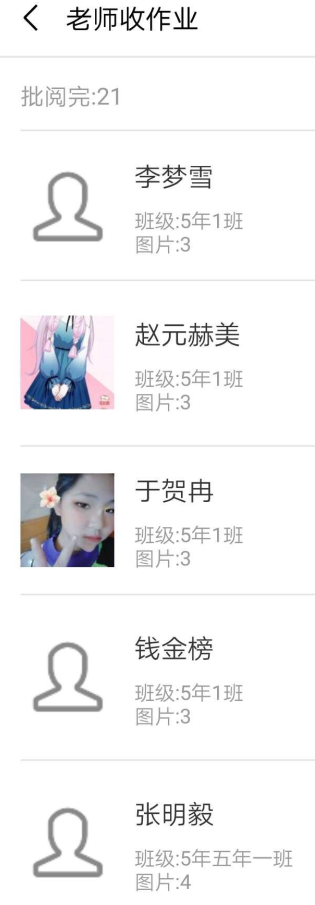 老师收作业
批阅完:21
李梦雪
班级:5年1班
图片:3
赵元赫美
班级:5年1班
图片:3
于贺冉
班级:5年1班
图片:3
钱金榜
班级:5年1班
图片:3
张明毅
班级:5年五年一班
图片:4